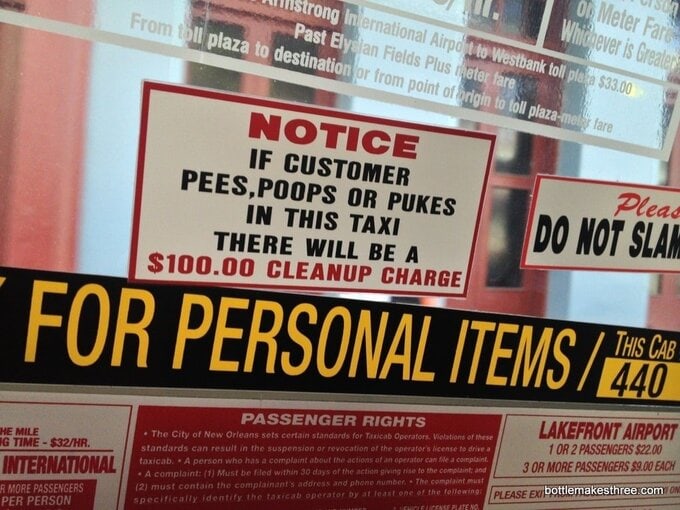 Armstrong International Airport to Westbank toll plaza $33.00
Past Elysian Fields Plus meter fare
From toll plaza to destination or from point of origin to toll plaza-meter fare
or Meter Fare
Whichever is Greater
NOTICE
IF CUSTOMER
PEES,POOPS OR PUKES
IN THIS TAXI
THERE WILL BE A
$100.00 CLEANUP CHARGE
Pleas
DO NOT SLAM
FOR PERSONAL ITEMS /
THIS CAB
440
HE MILE
G TIME - $32/HR.
INTERNATIONAL
R MORE PASSENGERS
PER PERSON
PASSENGER RIGHTS
• The City of New Orleans sets certain standards for Taxicab Operators. Violations of these
standards can result in the suspension or revocation of the operator's license to drive a
taxicab. • A person who has a complaint about the actions of an operator can file a complaint.
• A complaint: (1) Must be filed within 30 days of the action giving rise to the complaint; and
(2) must contain the complainant's address and phone number. • The complaint must
specifically identify the taxicab operator by at least one of the following:
LICENSE PLATE NO.
LAKEFRONT AIRPORT
1 OR 2 PASSENGERS $22.00
3 OR MORE PASSENGERS $9.00 EACH
PLEASE EXIT
bottlemakesthree.com